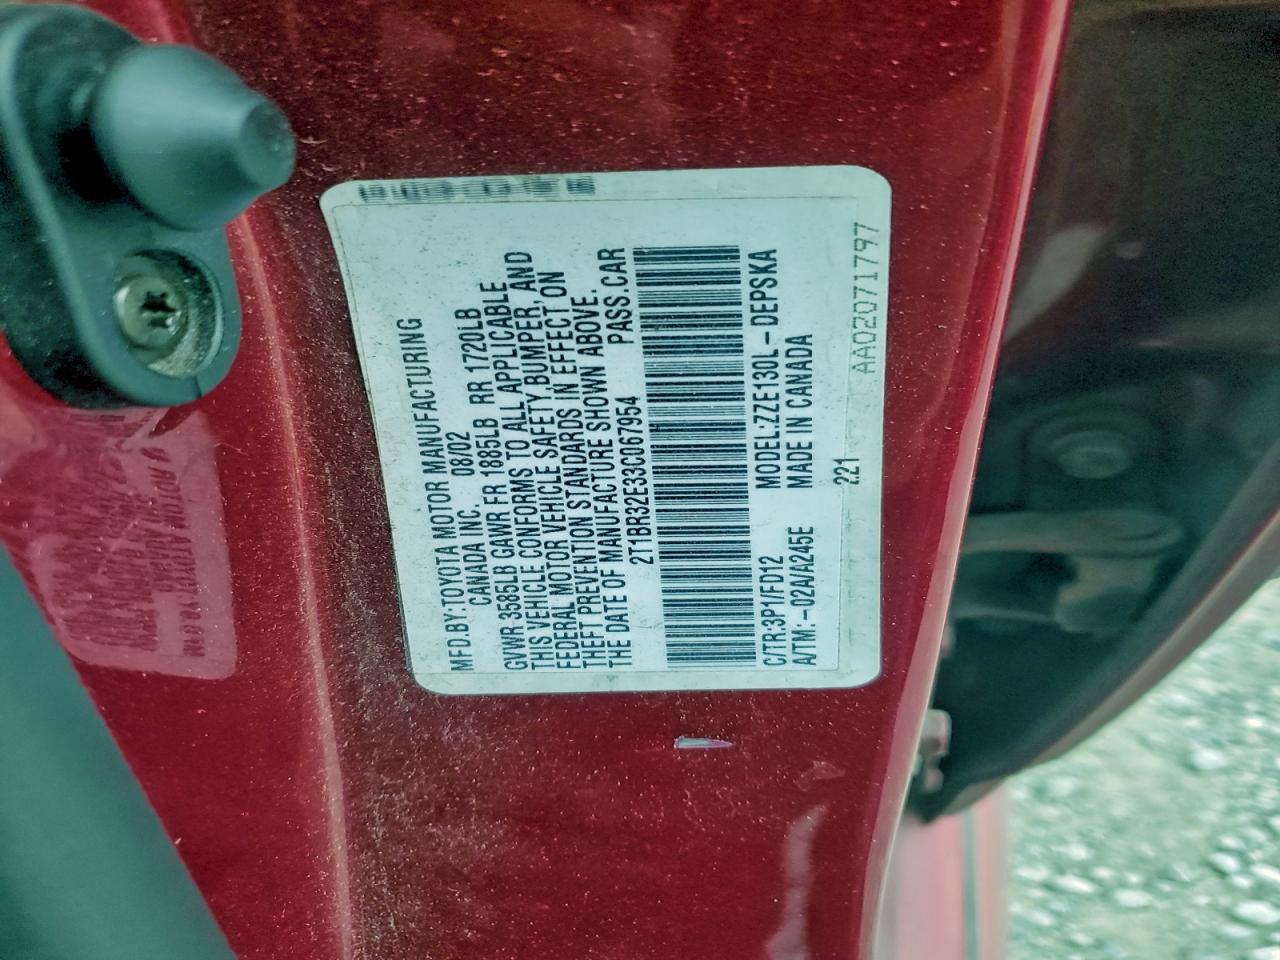 MFD.BY:TOYOTA MOTOR MANUFACTURING
CANADA INC. 08/02
GVWR 3585LB GAWR FR 1885LB RR 1720LB
THIS VEHICLE CONFORMS TO ALL APPLICABLE
FEDERAL MOTOR VEHICLE SAFETY BUMPER, AND
THEFT PREVENTION STANDARDS IN EFFECT ON
THE DATE OF MANUFACTURE SHOWN ABOVE.
2T1BR32E33C067954 PASS.CAR
C/TR:3P1/FD12 MODEL:ZZE130L-DEPSKA
A/TM:-02A/A245E MADE IN CANADA
221 AA02071797